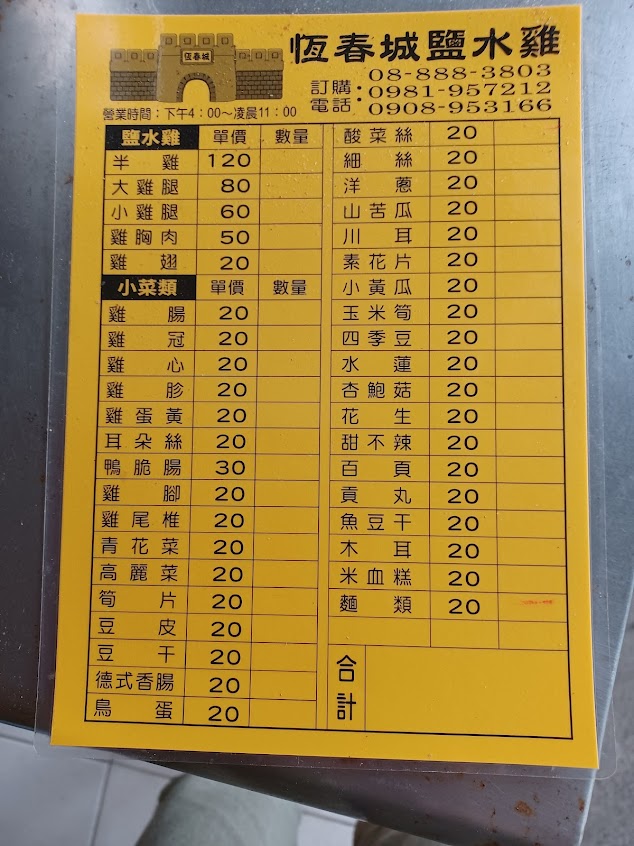 恆春城
恆春城鹽水雞
訂購電話：
08-888-3803
0981-957212
0908-953166
營業時間：下午4：00～凌晨11：00
鹽水雞 單價 數量
半雞 120
大雞腿 80
小雞腿 60
雞胸肉 50
雞翅 20
小菜類 單價 數量
雞腸 20
雞冠 20
雞心 20
雞胗 20
雞蛋黃 20
耳朵絲 20
鴨脆腸 30
雞腳 20
雞尾椎 20
青花菜 20
高麗菜 20
筍片 20
豆皮 20
豆干 20
德式香腸 20
鳥蛋 20
酸菜絲 20
細絲 20
洋蔥 20
山苦瓜 20
川耳 20
素花片 20
小黃瓜 20
玉米筍 20
四季豆 20
水蓮 20
杏鮑菇 20
花生 20
甜不辣 20
百頁 20
貢丸 20
魚豆干 20
木耳 20
米血糕 20
麵類 20
合計